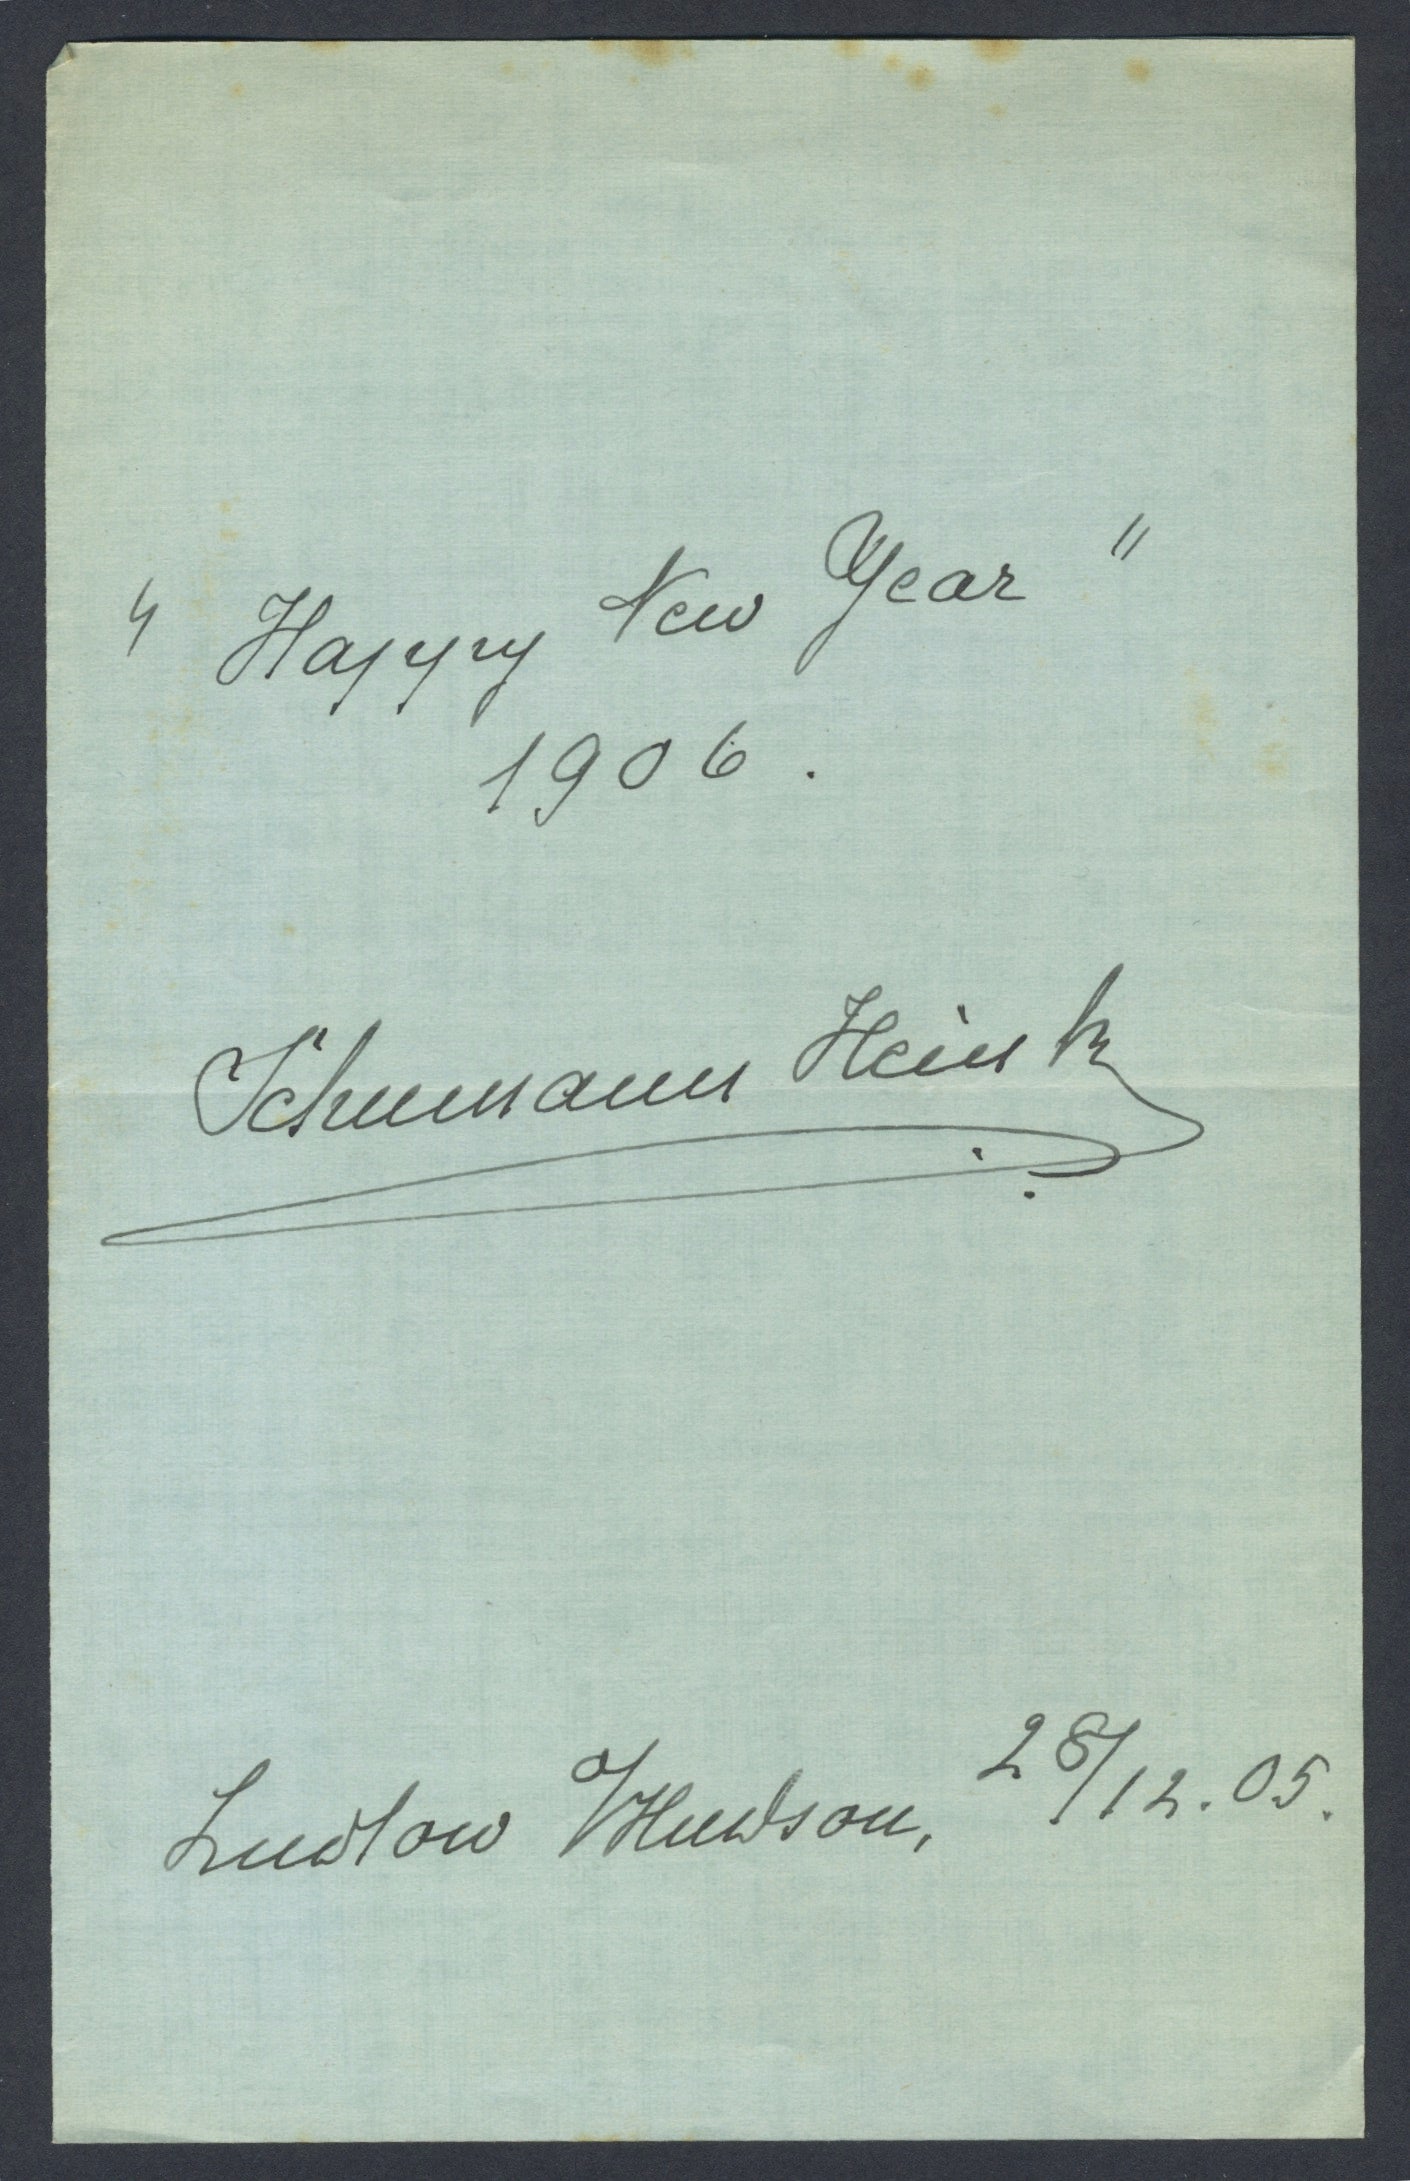 "Happy New Year"
1906.
Schumann Heink
Ludlow Hudson, 28/12.05.